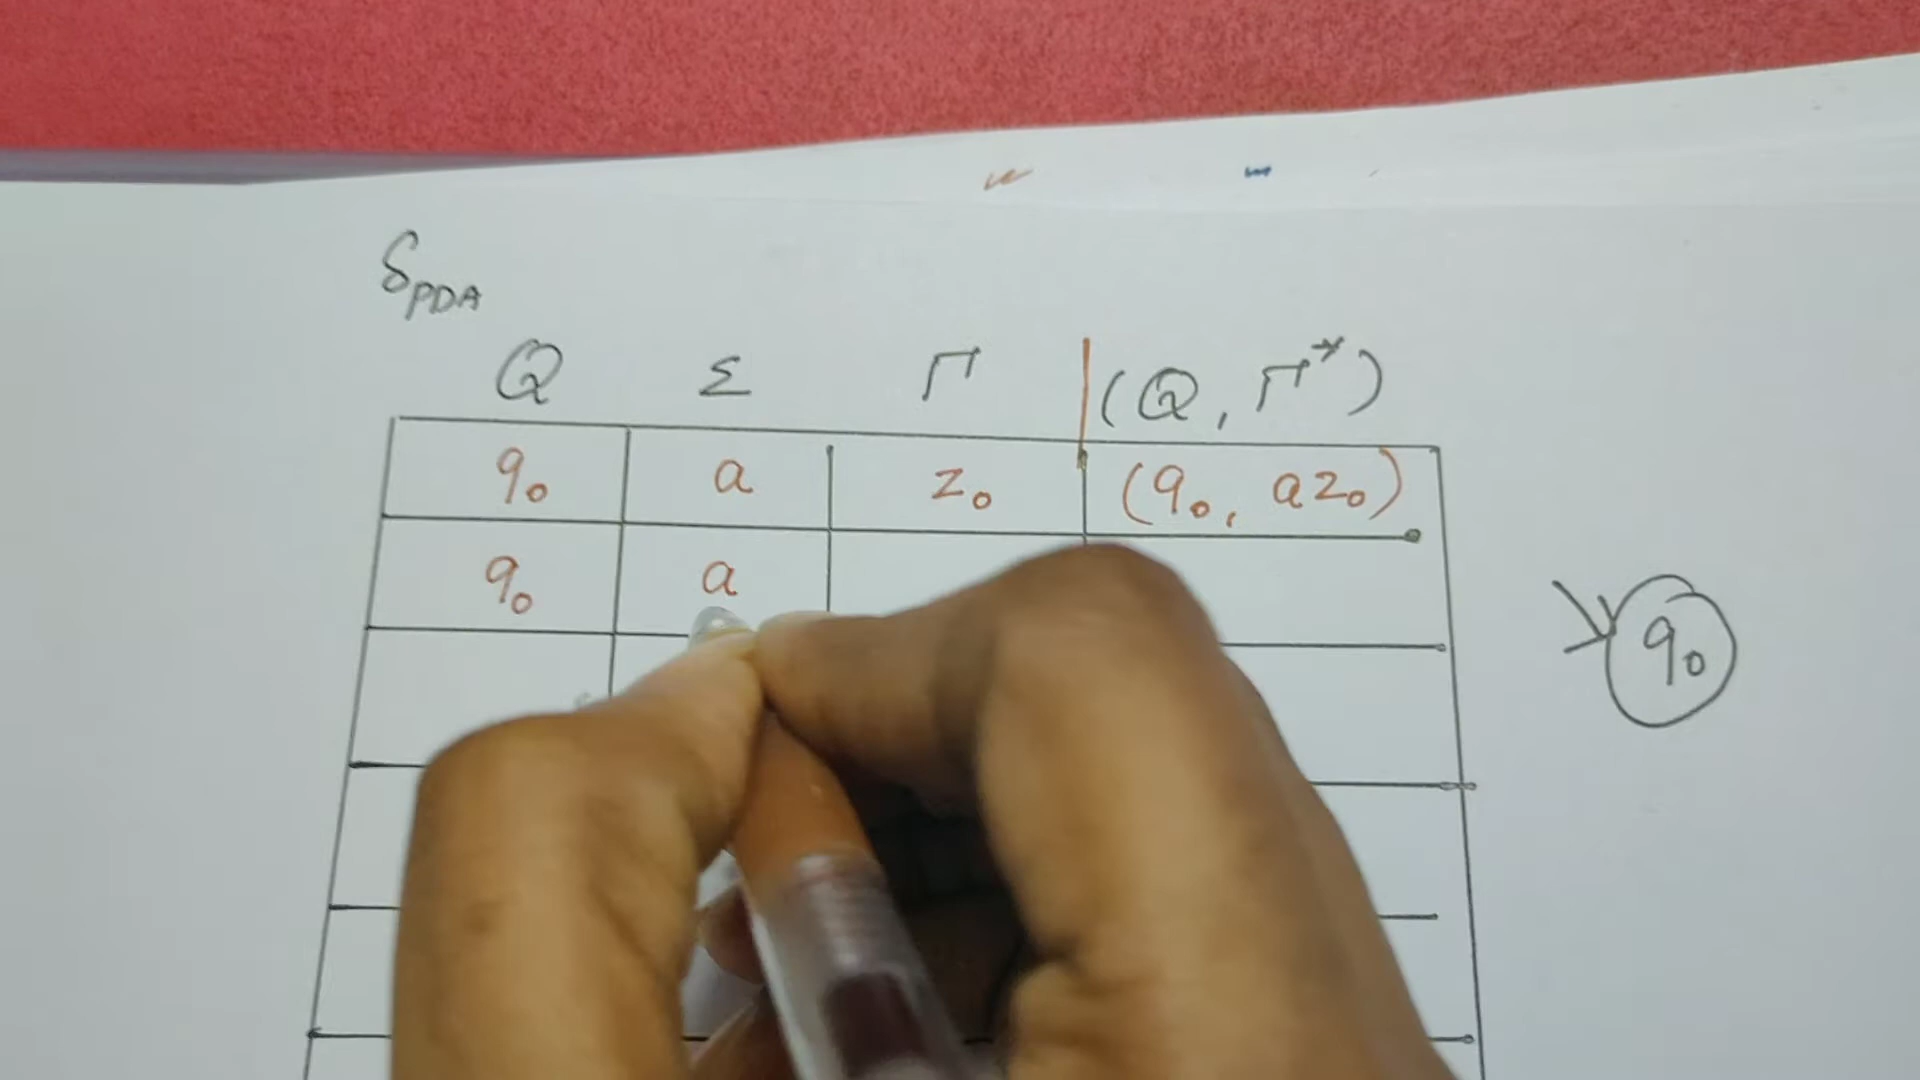 δPDA
Q Σ Γ (Q, Γ*)
q₀ a z₀ (q₀, az₀)
q₀ a
q₀